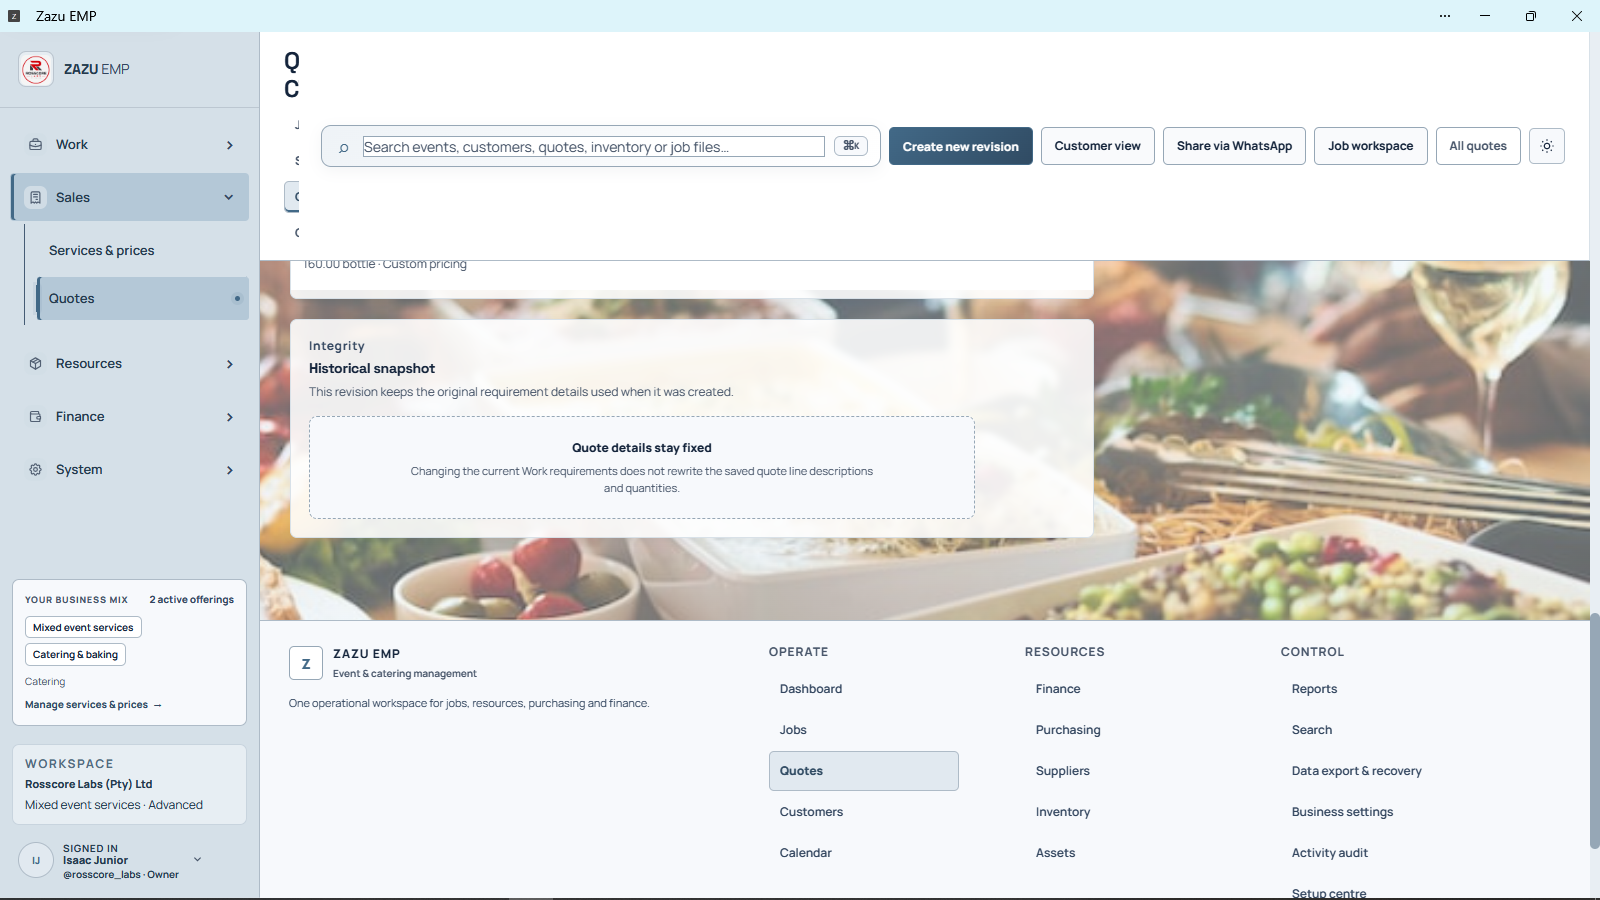 Zazu EMP
ZAZU EMP
Work
Sales
Services & prices
Quotes
Resources
Finance
System
YOUR BUSINESS MIX
2 active offerings
Mixed event services
Catering & baking
Catering
Manage services & prices →
WORKSPACE
Rosscore Labs (Pty) Ltd
Mixed event services · Advanced
IJ
SIGNED IN
Isaac Junior
@rosscore_labs · Owner
Q
C
Search events, customers, quotes, inventory or job files...
⌘K
Create new revision
Customer view
Share via WhatsApp
Job workspace
All quotes
160.00 bottle · Custom pricing
Integrity
Historical snapshot
This revision keeps the original requirement details used when it was created.
Quote details stay fixed
Changing the current Work requirements does not rewrite the saved quote line descriptions
and quantities.
Z
ZAZU EMP
Event & catering management
One operational workspace for jobs, resources, purchasing and finance.
OPERATE
Dashboard
Jobs
Quotes
Customers
Calendar
RESOURCES
Finance
Purchasing
Suppliers
Inventory
Assets
CONTROL
Reports
Search
Data export & recovery
Business settings
Activity audit
Setup centre